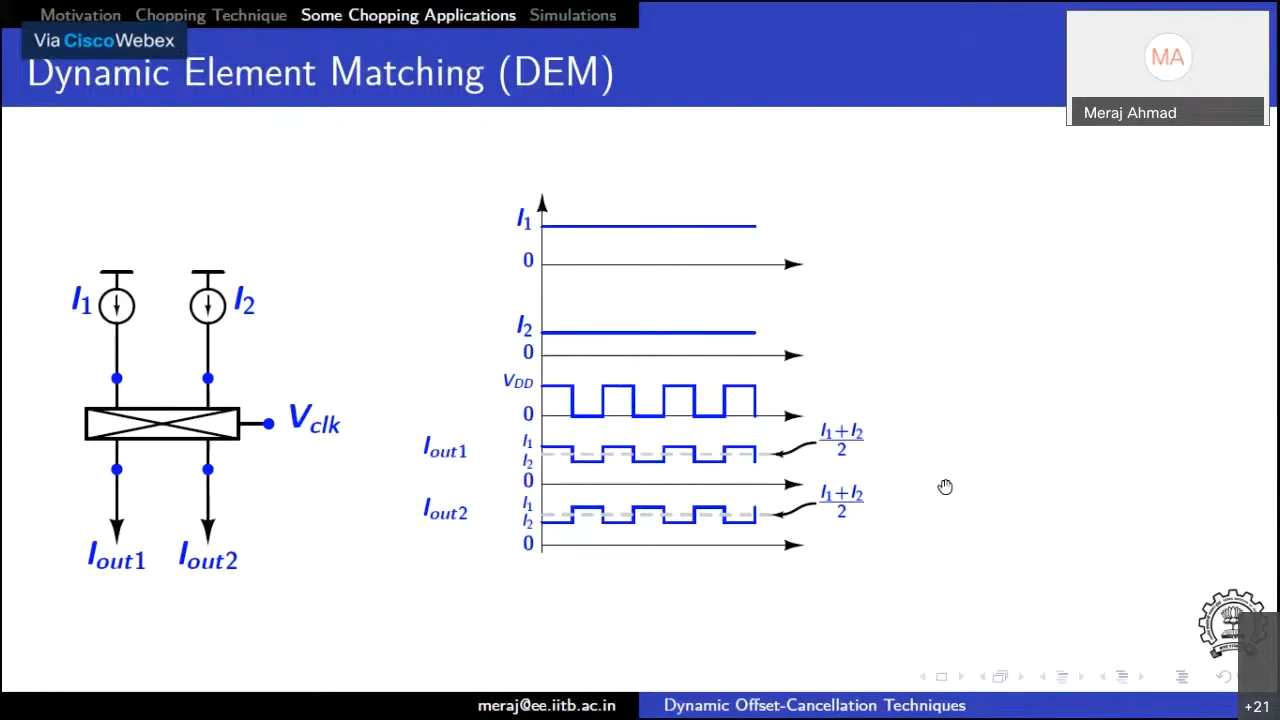 Motivation Chopping Technique Some Chopping Applications Simulations
Via CiscoWebex
Dynamic Element Matching (DEM)
MA
Meraj Ahmad
I1
I2
Vclk
Iout1
Iout2
I1
0
I2
0
VDD
0
Iout1
I1
I2
0
I1+I2
2
Iout2
I1
I2
0
I1+I2
2
meraj@ee.iitb.ac.in
Dynamic Offset-Cancellation Techniques
+21